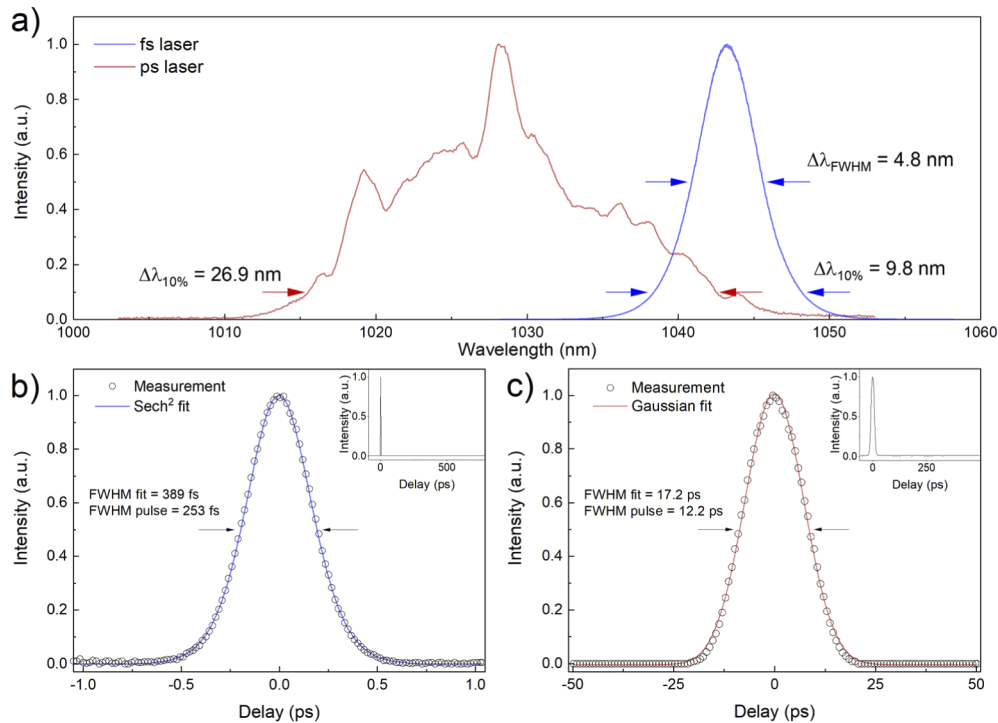 a)
fs laser
ps laser
Intensity (a.u.)
1.0
0.8
0.6
0.4
0.2
0.0
Δλ10% = 26.9 nm
ΔλFWHM = 4.8 nm
Δλ10% = 9.8 nm
1000 1010 1020 1030 1040 1050 1060
Wavelength (nm)
b)
Measurement
Sech² fit
Intensity (a.u.)
1.0
0.8
0.6
0.4
0.2
0.0
FWHM fit = 389 fs
FWHM pulse = 253 fs
Intensity (a.u.)
1.0
0.5
0.0
0 500
Delay (ps)
-1.0 -0.5 0.0 0.5 1.0
Delay (ps)
c)
Measurement
Gaussian fit
Intensity (a.u.)
1.0
0.8
0.6
0.4
0.2
0.0
FWHM fit = 17.2 ps
FWHM pulse = 12.2 ps
Intensity (a.u.)
1.0
0.5
0.0
0 250
Delay (ps)
-50 -25 0 25 50
Delay (ps)